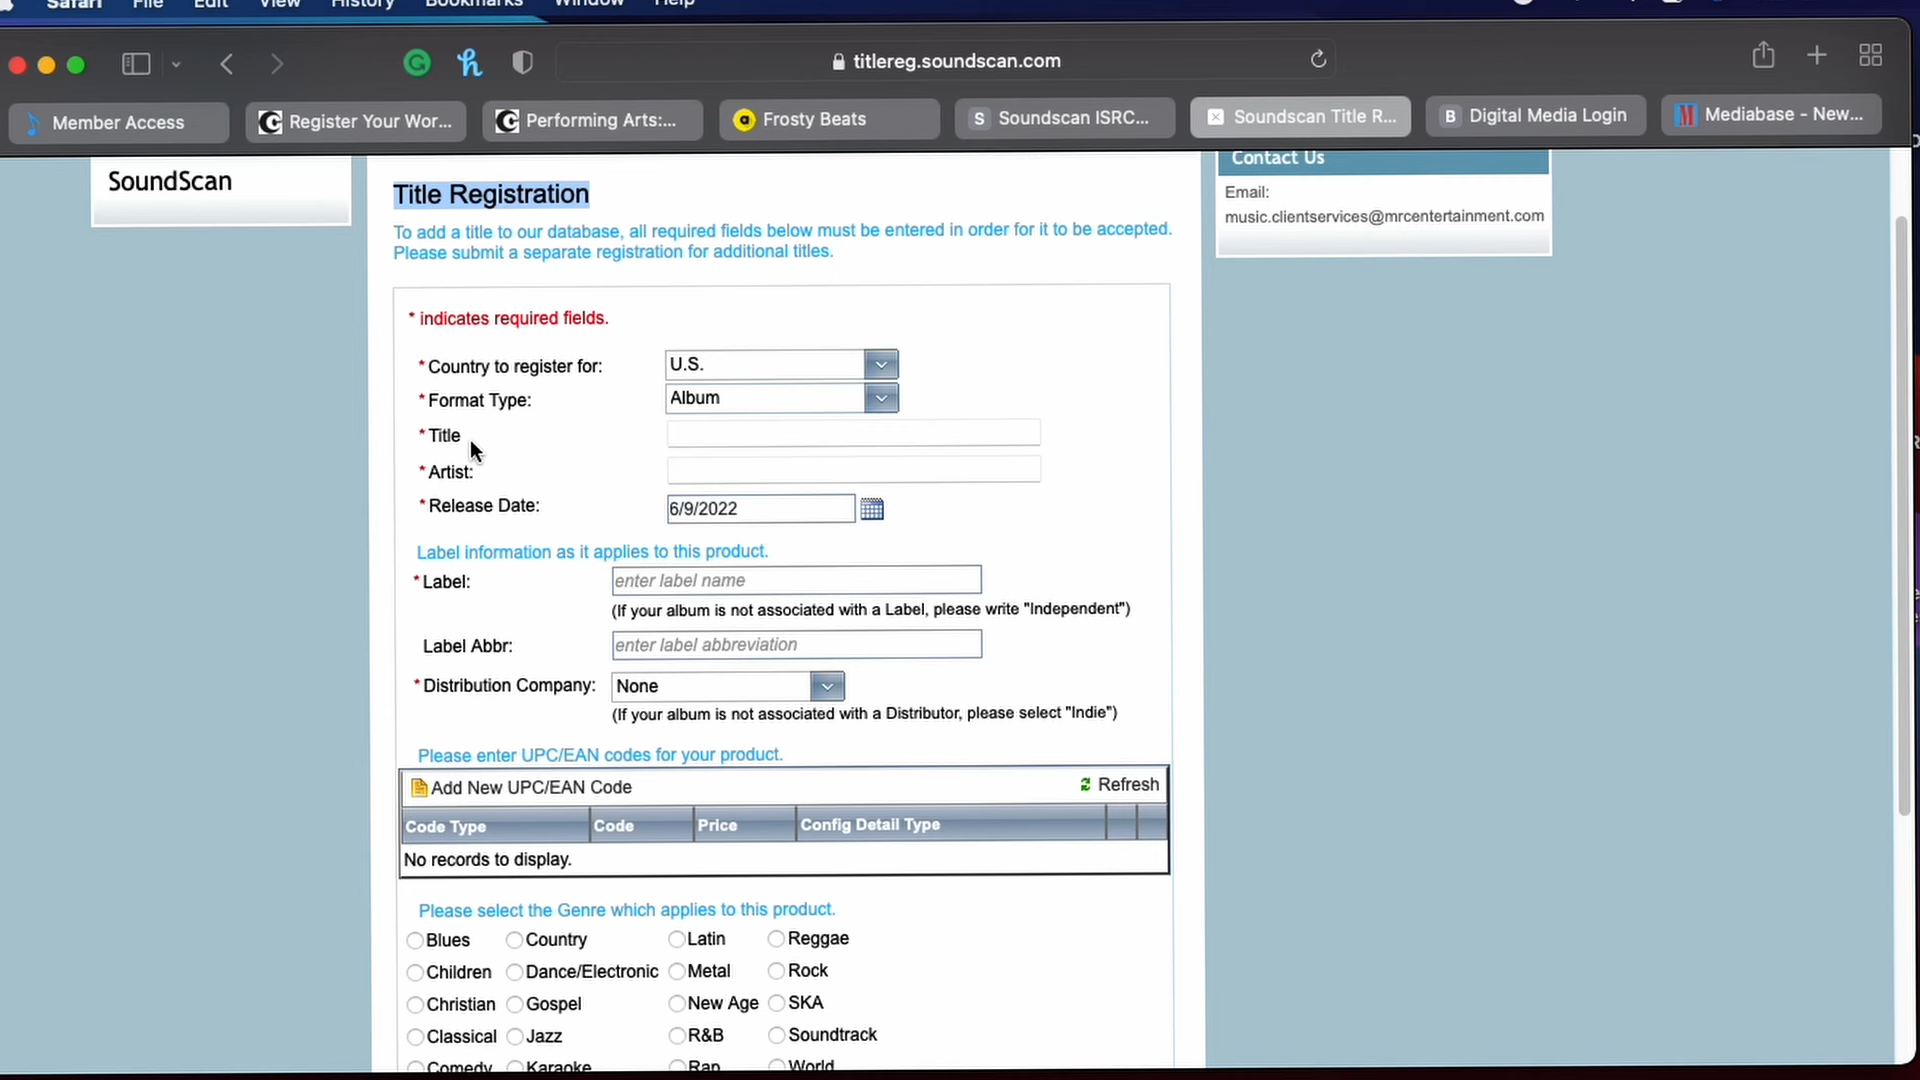 Safari File Edit View History Bookmarks Window Help
titlereg.soundscan.com
Member Access
Register Your Wor...
Performing Arts:...
Frosty Beats
S Soundscan ISRC...
Soundscan Title R...
B Digital Media Login
Mediabase - New...
SoundScan
Title Registration
To add a title to our database, all required fields below must be entered in order for it to be accepted.
Please submit a separate registration for additional titles.
Contact Us
Email:
music.clientservices@mrcentertainment.com
* indicates required fields.
* Country to register for: U.S.
* Format Type: Album
* Title
* Artist:
* Release Date: 6/9/2022
Label information as it applies to this product.
* Label: enter label name
(If your album is not associated with a Label, please write "Independent")
Label Abbr: enter label abbreviation
* Distribution Company: None
(If your album is not associated with a Distributor, please select "Indie")
Please enter UPC/EAN codes for your product.
Add New UPC/EAN Code Refresh
Code Type Code Price Config Detail Type
No records to display.
Please select the Genre which applies to this product.
Blues Country Latin Reggae
Children Dance/Electronic Metal Rock
Christian Gospel New Age SKA
Classical Jazz R&B Soundtrack
Comedy Karaoke Rap World